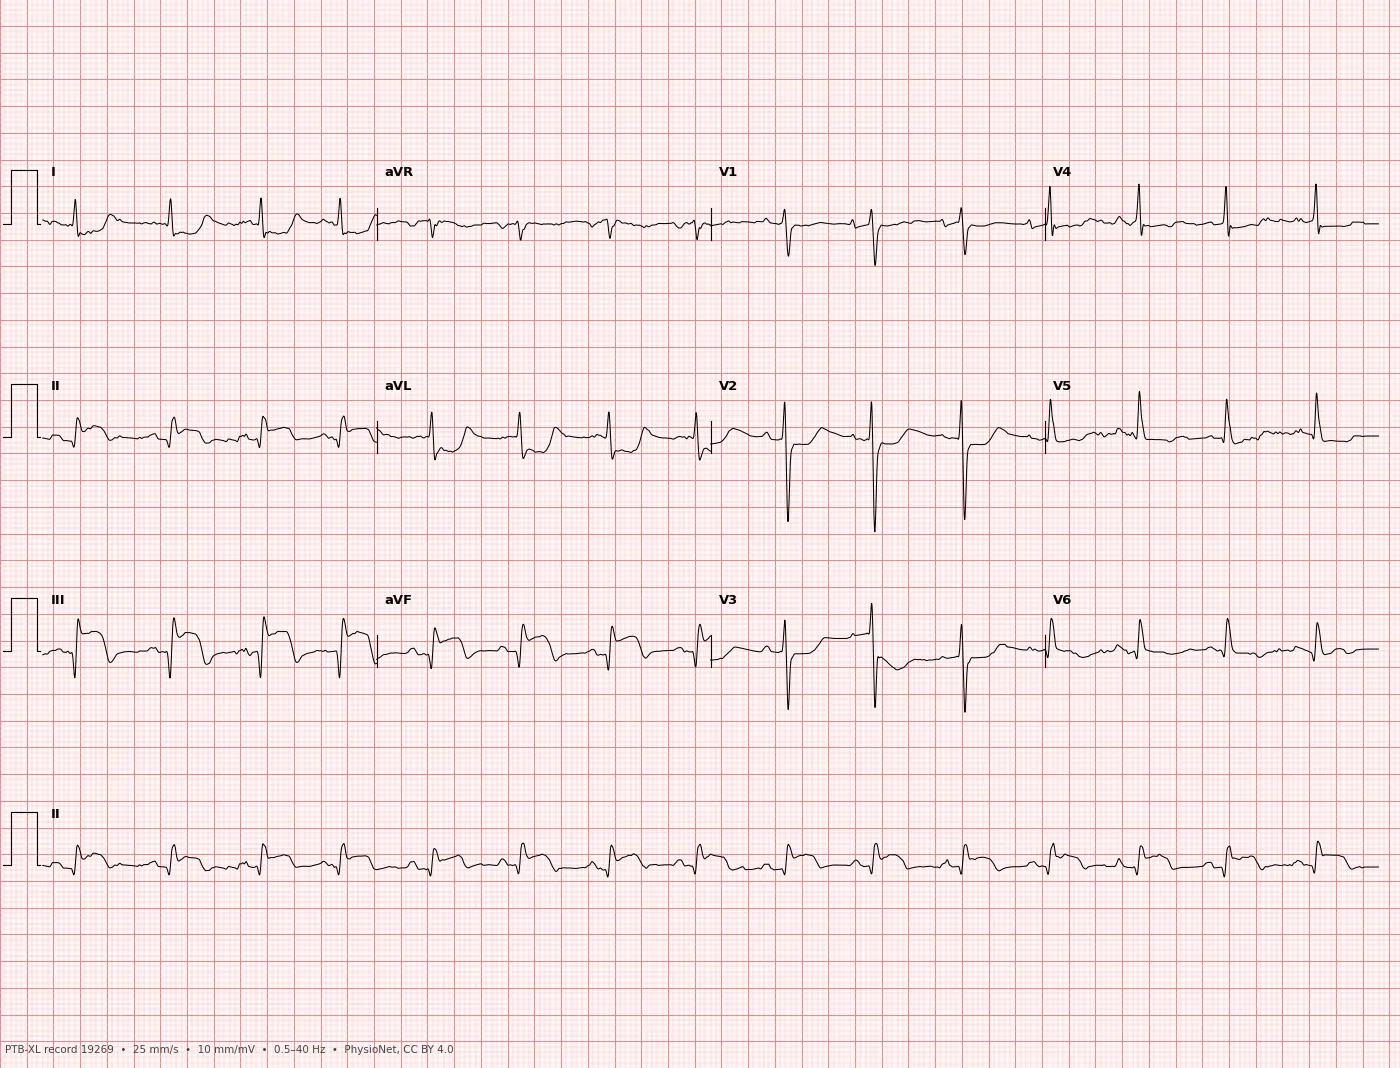 I aVR V1 V4
II aVL V2 V5
III aVF V3 V6
II
PTB-XL record 19269 • 25 mm/s • 10 mm/mV • 0.5–40 Hz • PhysioNet, CC BY 4.0